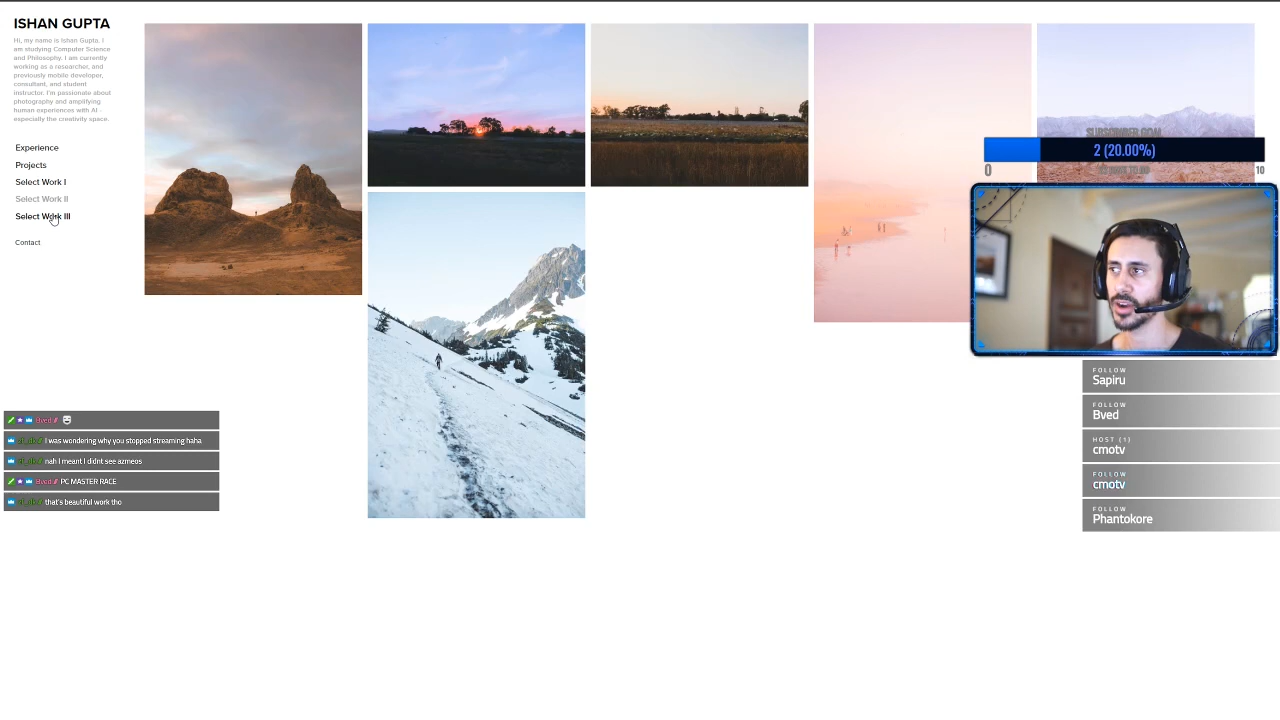 ISHAN GUPTA
Hi, my name is Ishan Gupta. I
am studying Computer Science
and Philosophy. I am currently
working as a researcher, and
previously mobile developer,
consultant, and student
instructor. I'm passionate about
photography and amplifying
human experiences with AI -
especially the creativity space.
Experience
Projects
Select Work I
Select Work II
Select Work III
Contact
SUBSCRIBER GOAL
2 (20.00%)
0
10
FOLLOW
Sapiru
FOLLOW
Bved
HOST (1)
cmotv
FOLLOW
cmotv
FOLLOW
Phantokore
Bved
I was wondering why you stopped streaming haha
nah I meant I didnt see azmeos
Bved PC MASTER RACE
that's beautiful work tho